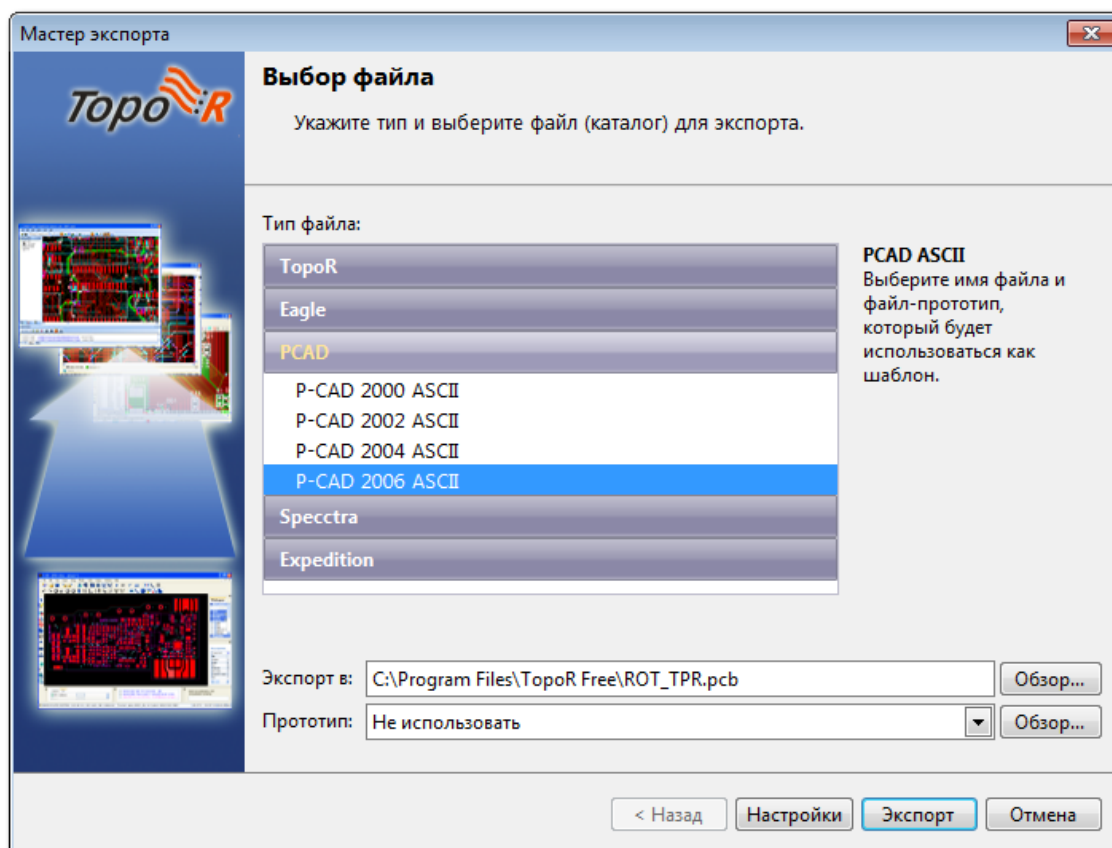 Мастер экспорта
TopoR
Выбор файла
Укажите тип и выберите файл (каталог) для экспорта.
Тип файла:
TopoR
Eagle
PCAD
P-CAD 2000 ASCII
P-CAD 2002 ASCII
P-CAD 2004 ASCII
P-CAD 2006 ASCII
Specctra
Expedition
PCAD ASCII
Выберите имя файла и
файл-прототип,
который будет
использоваться как
шаблон.
Экспорт в: C:\Program Files\TopoR Free\ROT_TPR.pcb Обзор...
Прототип: Не использовать Обзор...
< Назад Настройки Экспорт Отмена